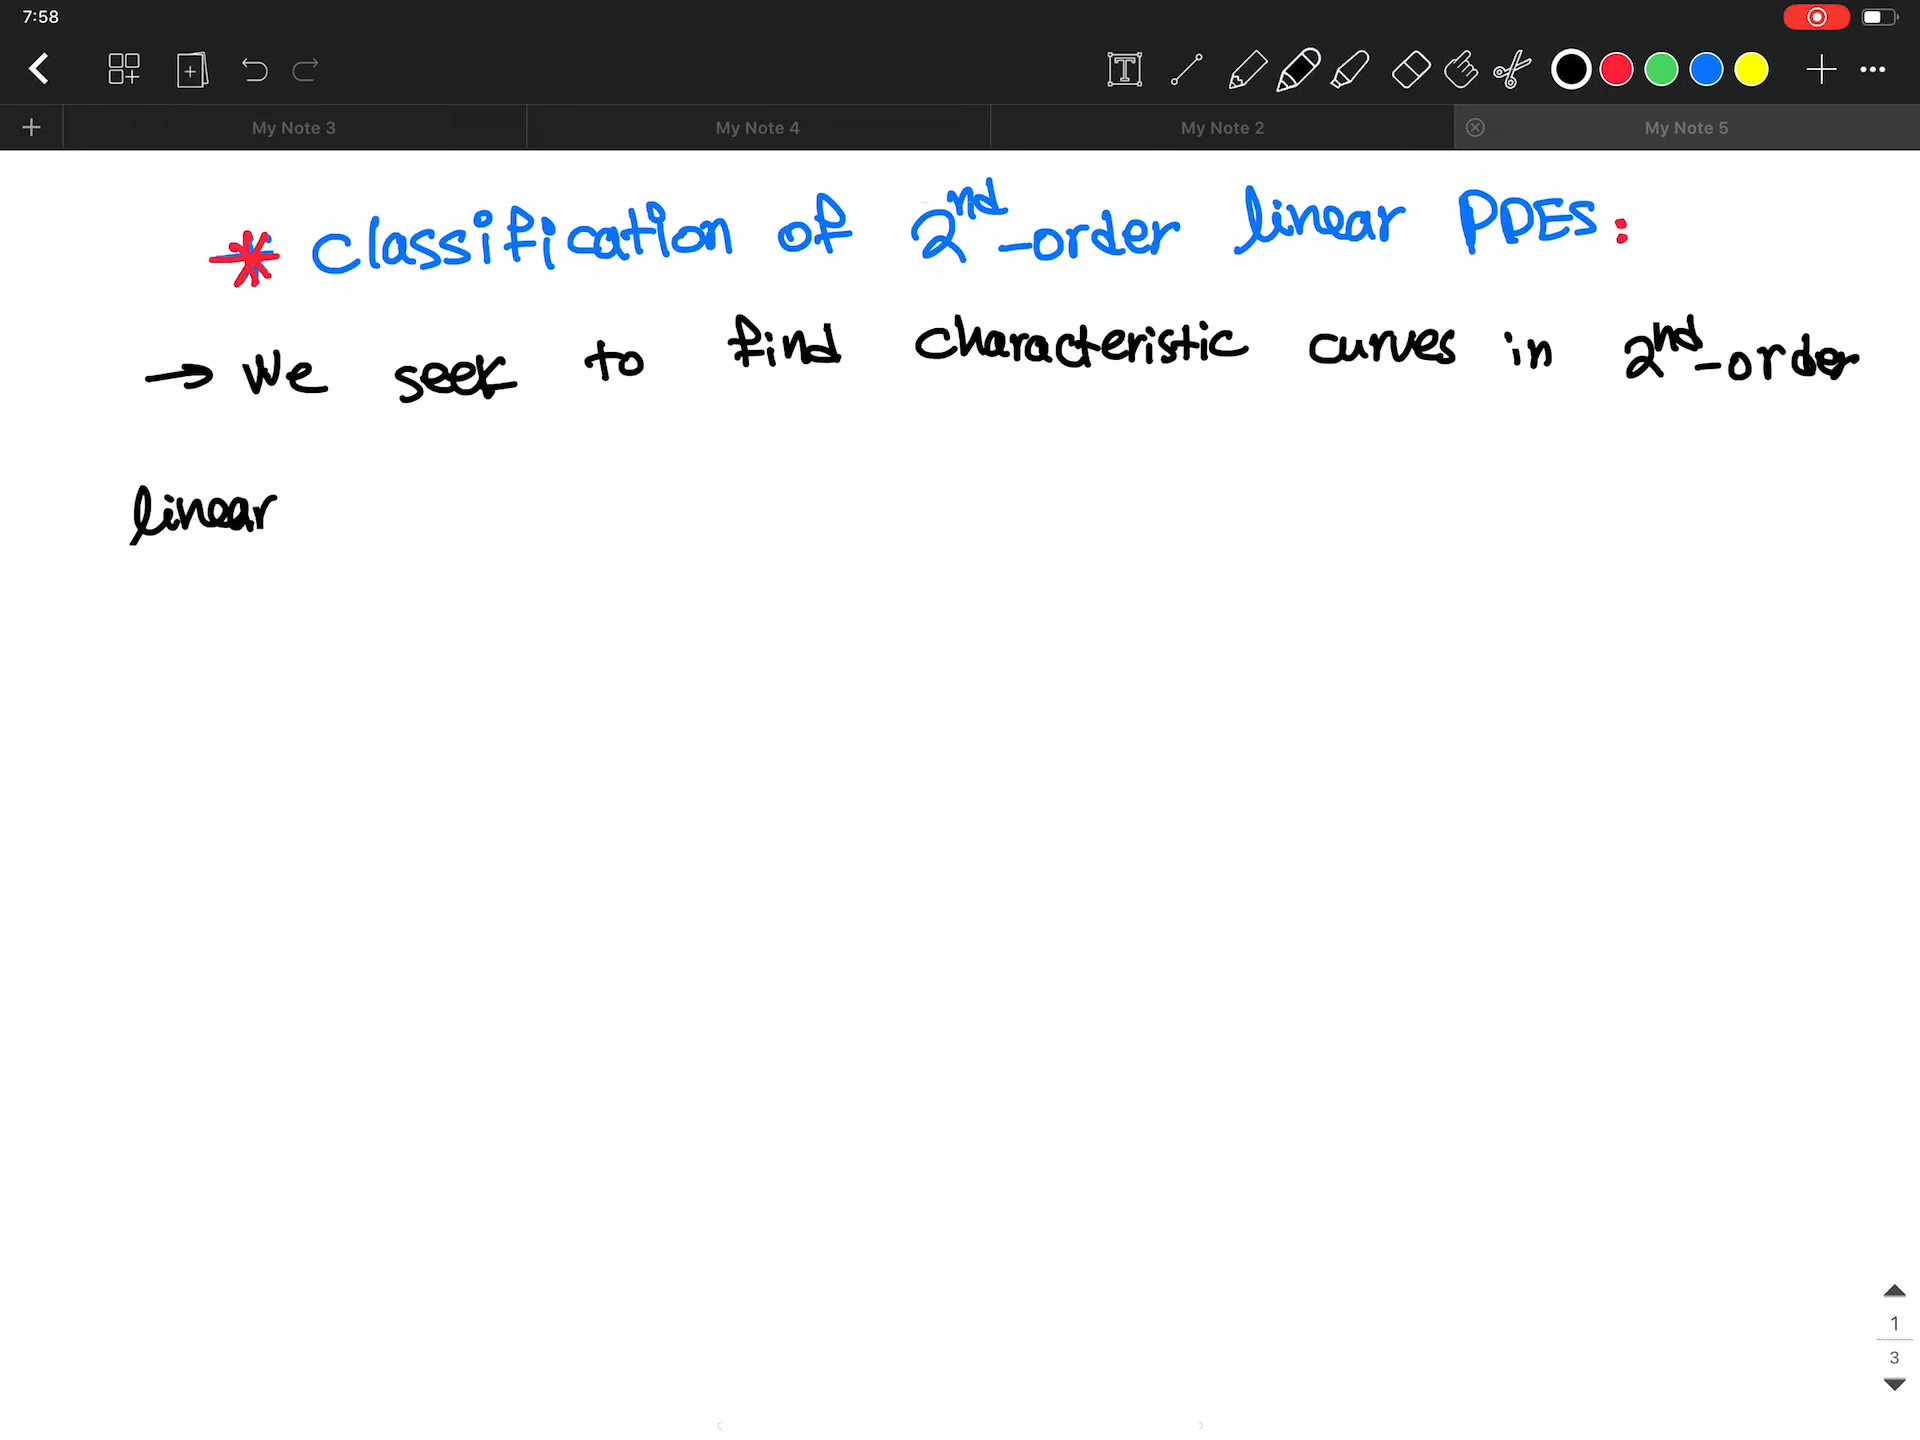 7:58
My Note 3 My Note 4 My Note 2 My Note 5
* Classification of 2nd-order linear PDES:
→ We seek to find characteristic curves in 2nd-order
linear
1
3